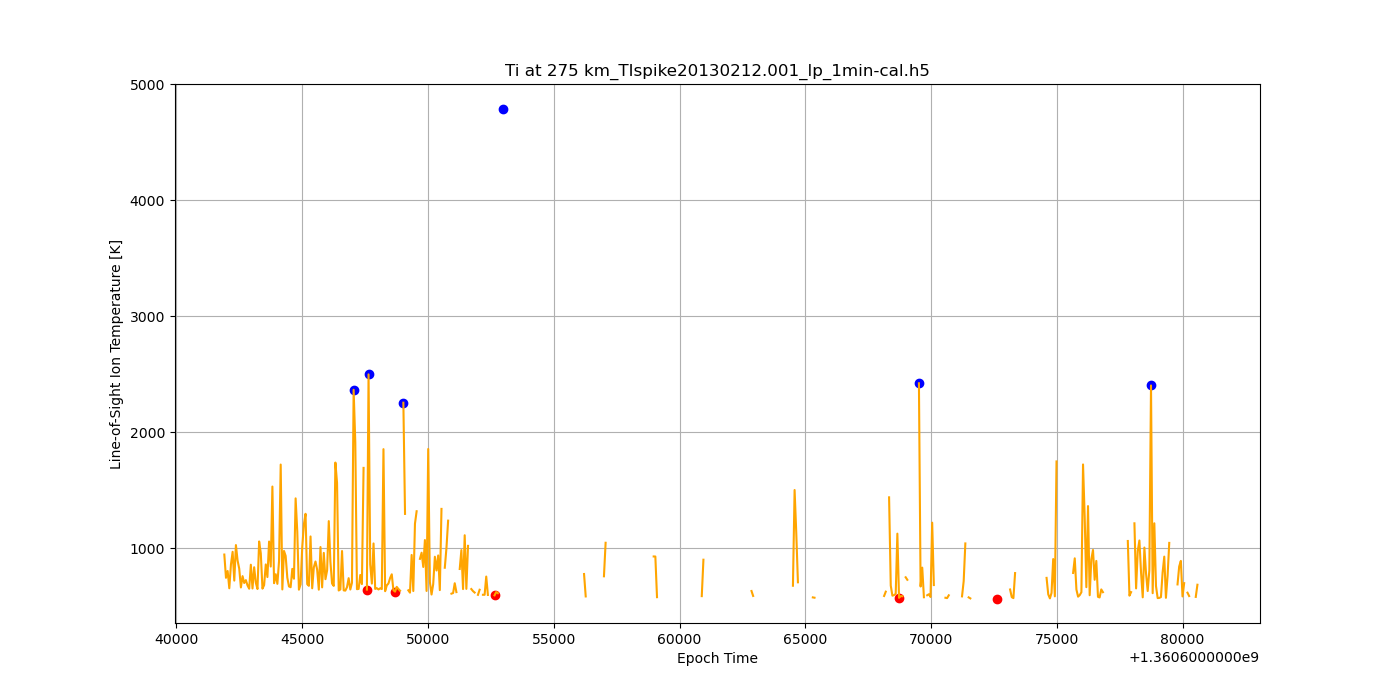 Ti at 275 km_TIspike20130212.001_lp_1min-cal.h5
5000
4000
3000
2000
1000
Line-of-Sight Ion Temperature [K]
40000 45000 50000 55000 60000 65000 70000 75000 80000
Epoch Time
+1.3606000000e9